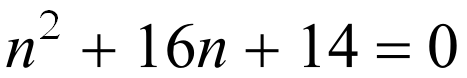 n² + 16n + 14 = 0